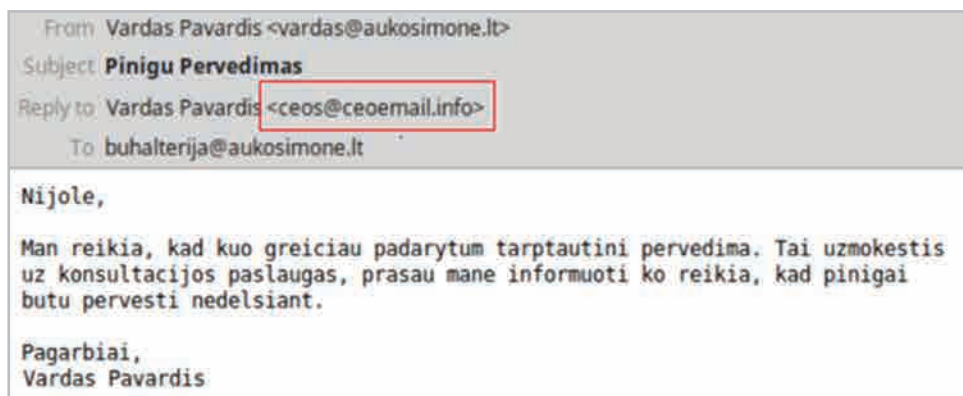 From Vardas Pavardis <vardas@aukosimone.lt>
Subject Pinigu Pervedimas
Reply to Vardas Pavardis <ceos@ceoemail.info>
To buhalterija@aukosimone.lt
Nijole,
Man reikia, kad kuo greiciau padarytum tarptautini pervedima. Tai uzmokestis
uz konsultacijos paslaugas, prasau mane informuoti ko reikia, kad pinigai
butu pervesti nedelsiant.
Pagarbiai,
Vardas Pavardis